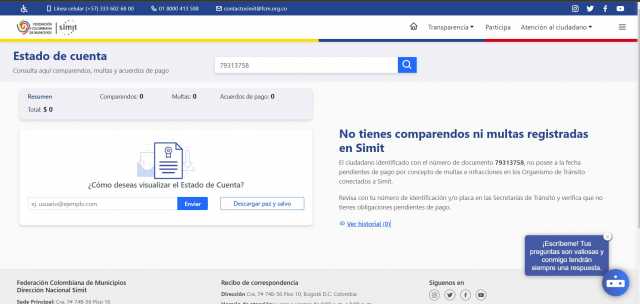 Línea celular (+57) 333 602 68 00 01 8000 413 588 contactosimit@fcm.org.co
FEDERACIÓN COLOMBIANA DE MUNICIPIOS simit Transparencia Participa Atención al ciudadano
Estado de cuenta
Consulta aquí comparendos, multas y acuerdos de pago
79313758
Resumen Comparendos: 0 Multas: 0 Acuerdos de pago: 0
Total: $ 0
No tienes comparendos ni multas registradas
en Simit
El ciudadano identificado con el número de documento 79313758, no posee a la fecha
pendientes de pago por concepto de multas e infracciones en los Organismos de Tránsito
conectados a Simit.
¿Cómo deseas visualizar el Estado de Cuenta?
Revisa con tu número de identificación y/o placa en las Secretarías de Tránsito y verifica que no
tienes obligaciones pendientes de pago.
ej. usuario@ejemplo.com Enviar Descargar paz y salvo
Ver historial (0)
¡Escríbeme! Tus
preguntas son valiosas y
conmigo tendrán
siempre una respuesta.
Federación Colombiana de Municipios
Dirección Nacional Simit
Recibo de correspondencia
Síguenos en
Dirección Cra. 7# 74B-56 Piso 10, Bogotá D.C. Colombia
Sede Principal: Cra. 7# 74B-56 Piso 10